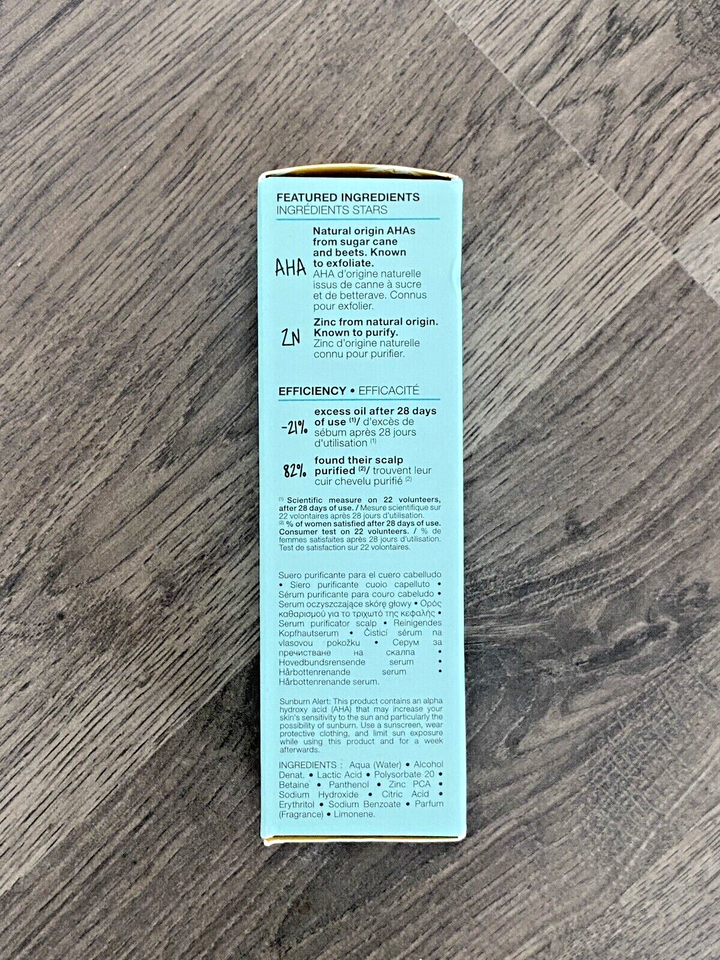 FEATURED INGREDIENTS
INGRÉDIENTS STARS
AHA
Natural origin AHAs
from sugar cane
and beets. Known
to exfoliate.
AHA d'origine naturelle
issus de canne à sucre
et de betterave. Connus
pour exfolier.
ZN
Zinc from natural origin.
Known to purify.
Zinc d'origine naturelle
connu pour purifier.
EFFICIENCY • EFFICACITÉ
-21%
excess oil after 28 days
of use (1)/ d'excès de
sébum après 28 jours
d'utilisation (1)
82%
found their scalp
purified (2)/ trouvent leur
cuir chevelu purifié (2)
(1) Scientific measure on 22 volunteers,
after 28 days of use. / Mesure scientifique sur
22 volontaires après 28 jours d'utilisation.
(2) % of women satisfied after 28 days of use.
Consumer test on 22 volunteers. / % de
femmes satisfaites après 28 jours d'utilisation.
Test de satisfaction sur 22 volontaires.
Suero purificante para el cuero cabelludo
• Siero purificante cuoio capelluto •
Sérum purificante para couro cabeludo •
Serum oczyszczające skórę głowy • Ορός
καθαρισμού για το τριχωτό της κεφαλής •
Serum purificator scalp • Reinigendes
Kopfhautserum • Čisticí sérum na
vlasovou pokožku • Серум за
пречистване на скалпа •
Hovedbundsrensende serum •
Hårbottenrenande serum •
Hårbottenrenande serum.
Sunburn Alert: This product contains an alpha
hydroxy acid (AHA) that may increase your
skin's sensitivity to the sun and particularly the
possibility of sunburn. Use a sunscreen, wear
protective clothing, and limit sun exposure
while using this product and for a week
afterwards.
INGREDIENTS : Aqua (Water) • Alcohol
Denat. • Lactic Acid • Polysorbate 20 •
Betaine • Panthenol • Zinc PCA •
Sodium Hydroxide • Citric Acid •
Erythritol • Sodium Benzoate • Parfum
(Fragrance) • Limonene.